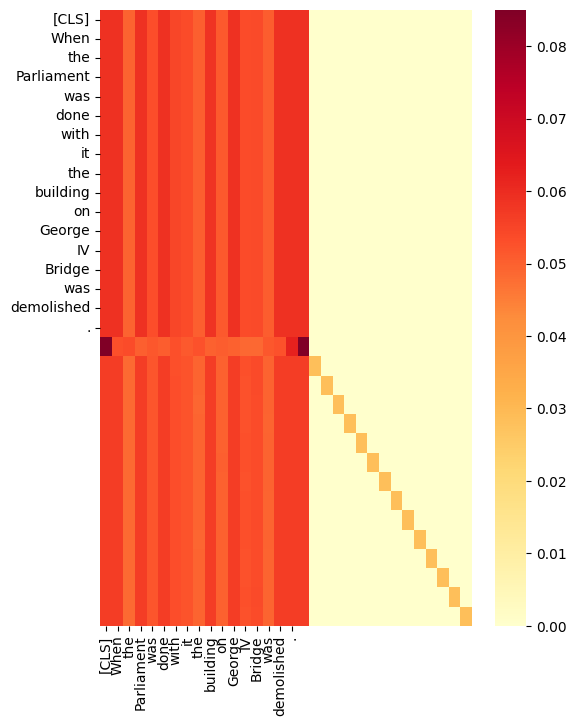 [CLS]
When
the
Parliament
was
done
with
it
the
building
on
George
IV
Bridge
was
demolished
.
0.08
0.07
0.06
0.05
0.04
0.03
0.02
0.01
0.00
[CLS]
When
the
Parliament
was
done
with
it
the
building
on
George
IV
Bridge
was
demolished
.